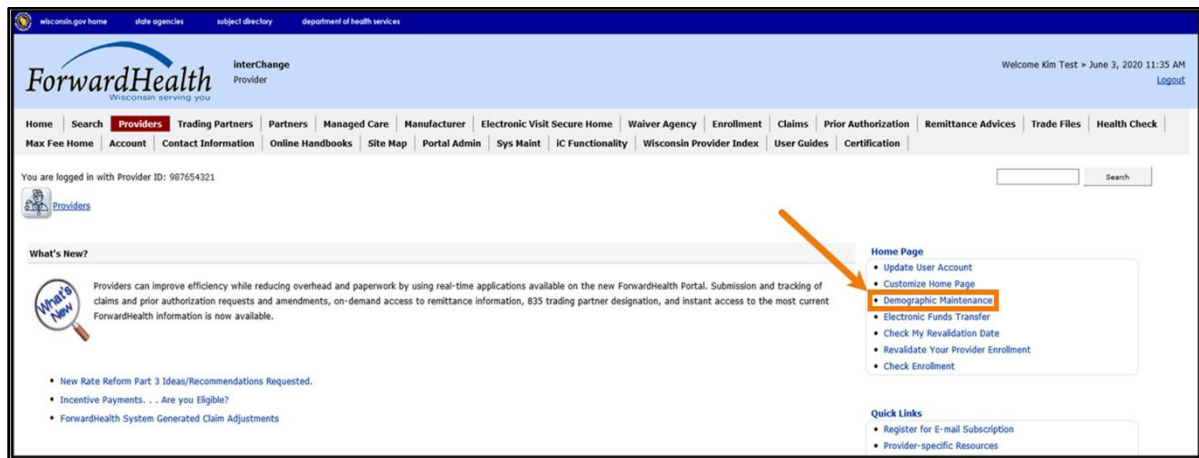 wisconsin.gov home state agencies subject directory department of health services
ForwardHealth
Wisconsin serving you
interChange
Provider
Welcome Kim Test » June 3, 2020 11:35 AM
Logout
Home Search Providers Trading Partners Partners Managed Care Manufacturer Electronic Visit Secure Home Waiver Agency Enrollment Claims Prior Authorization Remittance Advices Trade Files Health Check
Max Fee Home Account Contact Information Online Handbooks Site Map Portal Admin Sys Maint iC Functionality Wisconsin Provider Index User Guides Certification
You are logged in with Provider ID: 987654321
Search
Providers
What's New?
What's New
Providers can improve efficiency while reducing overhead and paperwork by using real-time applications available on the new ForwardHealth Portal. Submission and tracking of
claims and prior authorization requests and amendments, on-demand access to remittance information, 835 trading partner designation, and instant access to the most current
ForwardHealth information is now available.
• New Rate Reform Part 3 Ideas/Recommendations Requested.
• Incentive Payments. . . Are you Eligible?
• ForwardHealth System Generated Claim Adjustments
Home Page
• Update User Account
• Customize Home Page
• Demographic Maintenance
• Electronic Funds Transfer
• Check My Revalidation Date
• Revalidate Your Provider Enrollment
• Check Enrollment
Quick Links
• Register for E-mail Subscription
• Provider-specific Resources